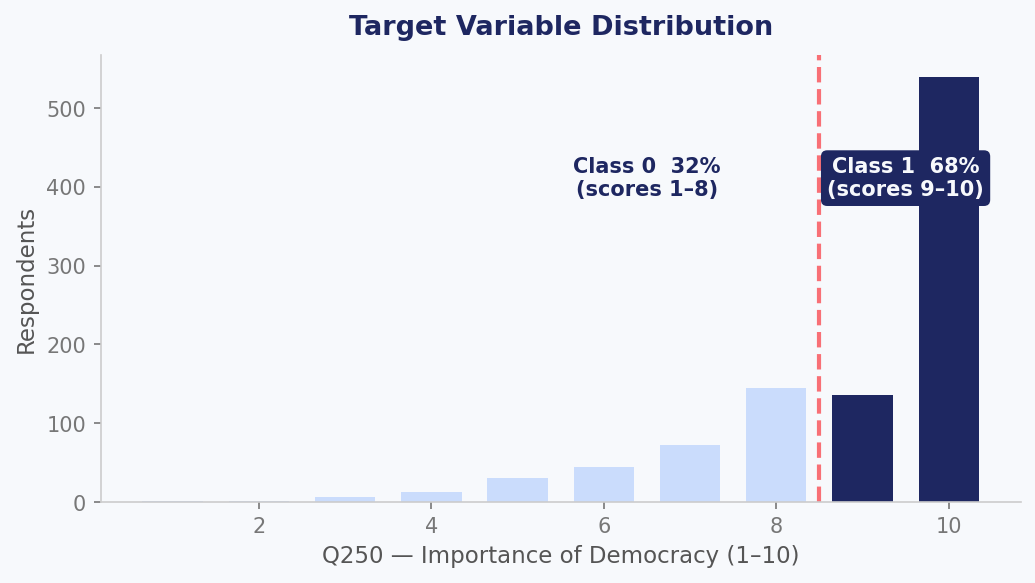 Target Variable Distribution
500
400
300
200
100
0
Respondents
Class 0  32%
(scores 1–8)
Class 1  68%
(scores 9–10)
2
4
6
8
10
Q250 — Importance of Democracy (1–10)